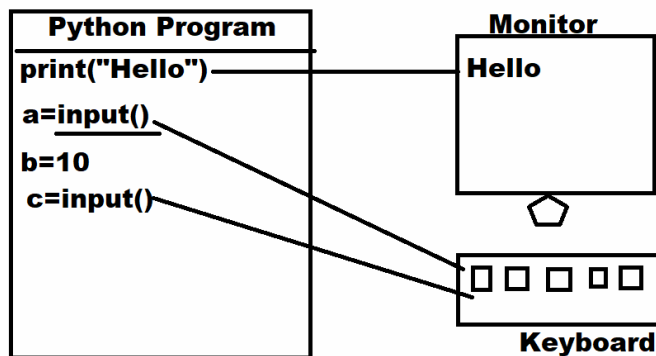 Python Program
print("Hello")
a=input()
b=10
c=input()
Monitor
Hello
Keyboard